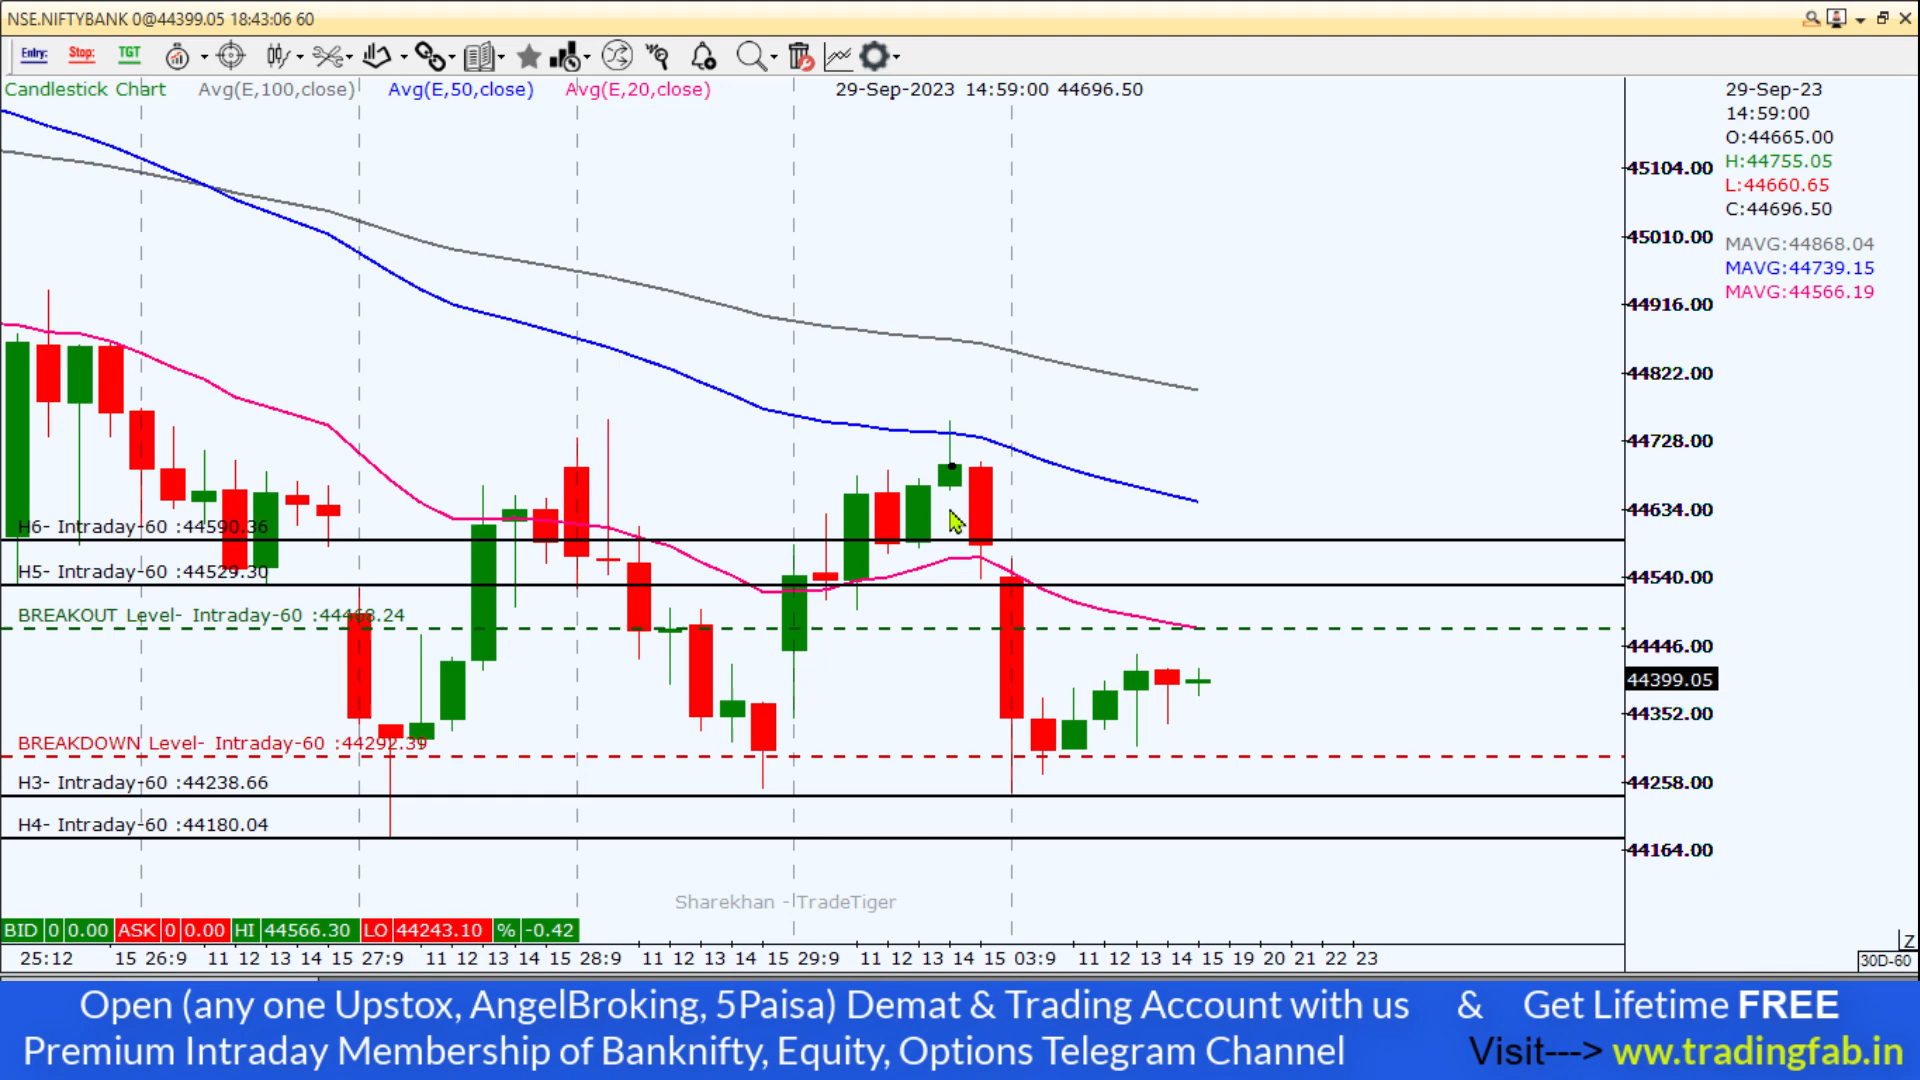 NSE.NIFTYBANK 0@44399.05 18:43:06 60
Entry: Stop: TGT
Candlestick Chart Avg(E,100,close) Avg(E,50,close) Avg(E,20,close) 29-Sep-2023 14:59:00 44696.50
29-Sep-23
14:59:00
O:44665.00
H:44755.05
L:44660.65
C:44696.50
MAVG:44868.04
MAVG:44739.15
MAVG:44566.19
45104.00
45010.00
44916.00
44822.00
44728.00
44634.00
44540.00
44446.00
44399.05
44352.00
44258.00
44164.00
H6- Intraday-60 :44590.36
H5- Intraday-60 :44529.30
BREAKOUT Level- Intraday-60 :44468.24
BREAKDOWN Level- Intraday-60 :44292.39
H3- Intraday-60 :44238.66
H4- Intraday-60 :44180.04
Sharekhan - TradeTiger
BID 0 0.00 ASK 0 0.00 HI 44566.30 LO 44243.10 % -0.42
Z
25:12 15 26:9 11 12 13 14 15 27:9 11 12 13 14 15 28:9 11 12 13 14 15 29:9 11 12 13 14 15 03:9 11 12 13 14 15 19 20 21 22 23
30D-60
Open (any one Upstox, AngelBroking, 5Paisa) Demat & Trading Account with us & Get Lifetime FREE
Premium Intraday Membership of Banknifty, Equity, Options Telegram Channel Visit---> ww.tradingfab.in